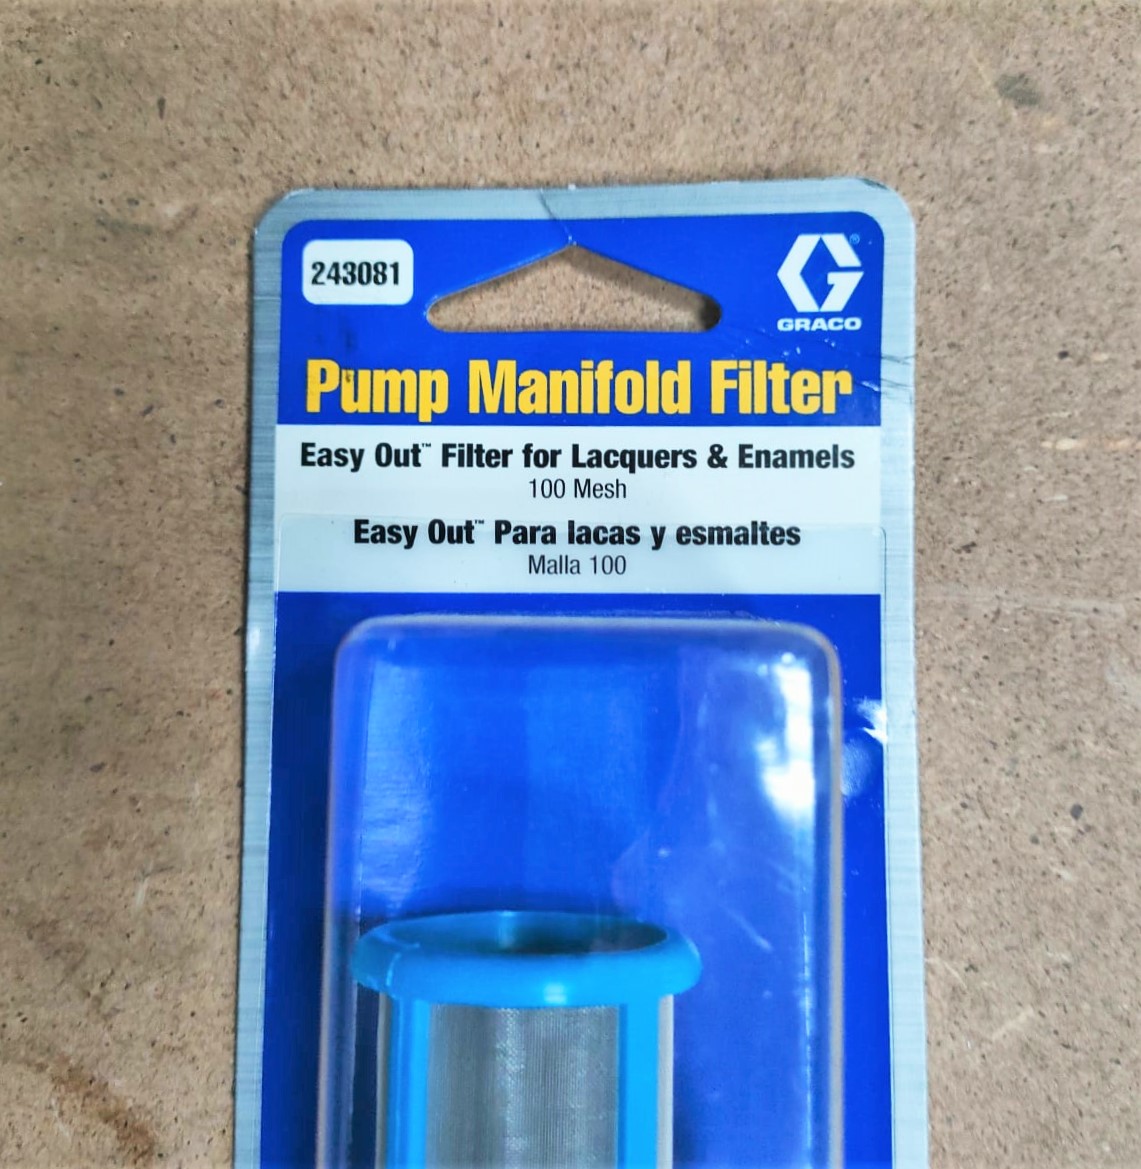 243081
GRACO®
Pump Manifold Filter
Easy Out™ Filter for Lacquers & Enamels
100 Mesh
Easy Out™ Para lacas y esmaltes
Malla 100